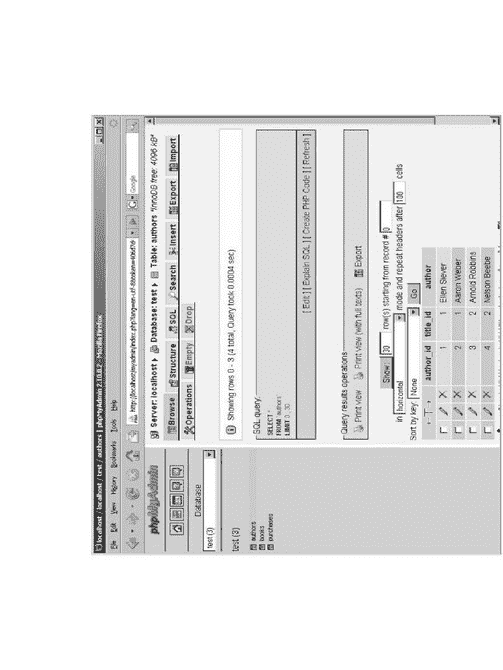 localhost / localhost / test / authors | phpMyAdmin
File Edit View History Bookmarks Tools Help
Google
phpMyAdmin
Database
test (3)
test (3)
authors
books
purchases
Server: localhost Database: test Table: authors "InnoDB free: 4096 kB"
Browse Structure SQL Search Insert Export Import
Operations Empty Drop
Showing rows 0 - 3 (4 total, Query took 0.0004 sec)
SQL query:
SELECT *
FROM `authors`
LIMIT 0 , 30
[ Edit ] [ Explain SQL ] [ Create PHP Code ] [ Refresh ]
Query results operations
Print view Print view (with full texts) Export
Show: 30 row(s) starting from record # 0
in horizontal mode and repeat headers after 100 cells
Sort by key: None Go
author_id title_id author
1 1 Ellen Siever
2 1 Aaron Weber
3 2 Arnold Robbins
4 2 Nelson Beebe